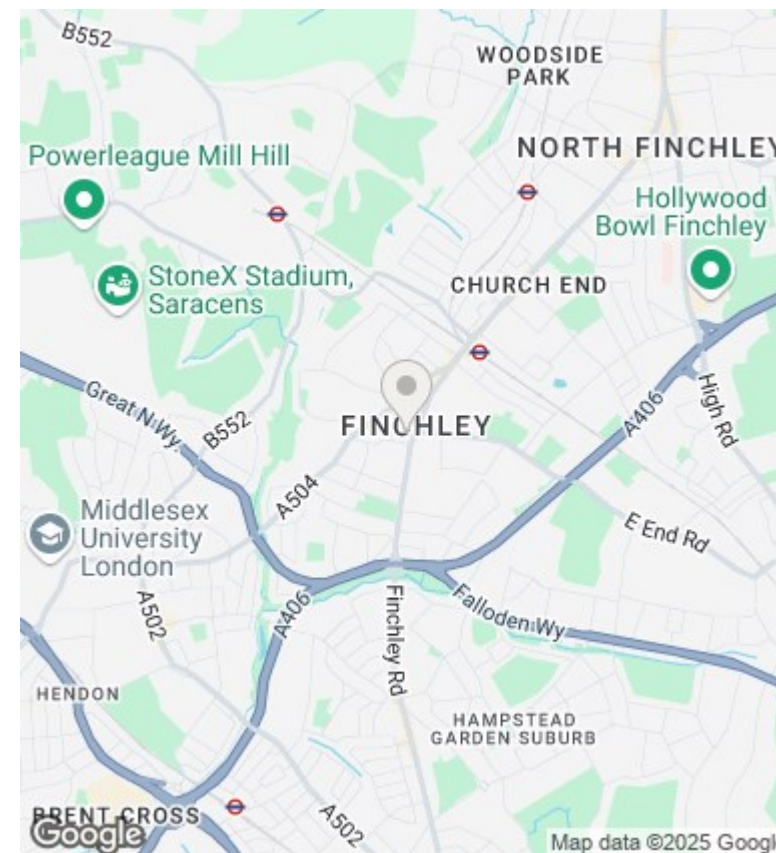 B552
WOODSIDE
PARK
Powerleague Mill Hill
NORTH FINCHLEY
Hollywood
Bowl Finchley
StoneX Stadium,
Saracens
CHURCH END
Great N Wy.
B552
FINCHLEY
A406
High Rd
A504
Middlesex
University
London
E End Rd
A502
A406
Finchley Rd
Falloden Wy
HENDON
HAMPSTEAD
GARDEN SUBURB
BRENT CROSS
A502
Google
Map data ©2025 Googl